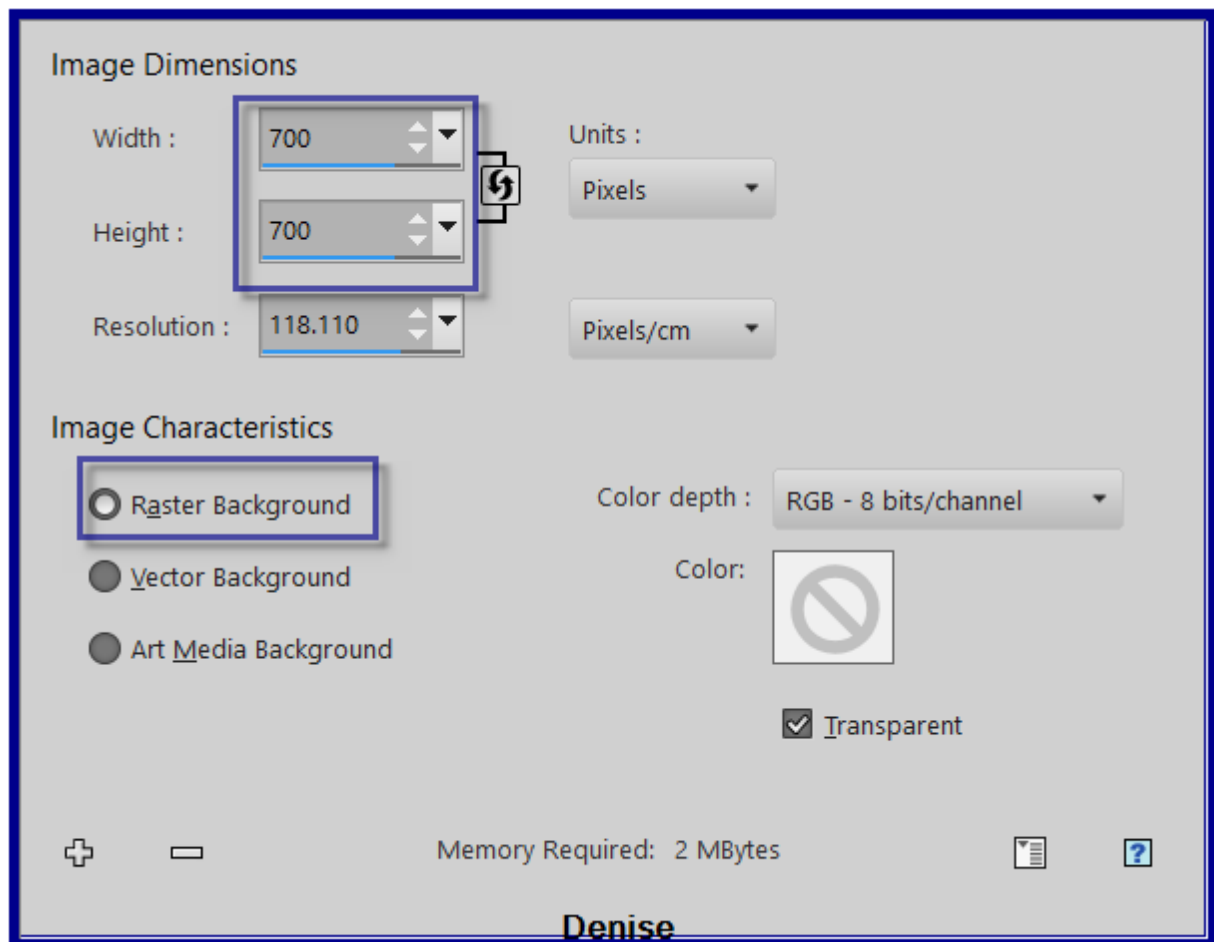 Image Dimensions
Width : 700 Units :
Pixels
Height : 700
Resolution : 118.110 Pixels/cm
Image Characteristics
Raster Background Color depth : RGB - 8 bits/channel
Vector Background Color:
Art Media Background
Transparent
Memory Required: 2 MBytes
?
Denise